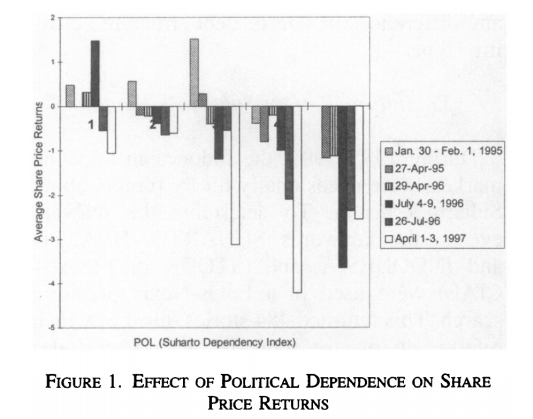 2
1
0
-1
-2
-3
-4
-5
Average Share Price Returns
1
2
3
4
Jan. 30 - Feb. 1, 1995
27-Apr-95
29-Apr-96
July 4-9, 1996
26-Jul-96
April 1-3, 1997
POL (Suharto Dependency Index)
FIGURE 1. EFFECT OF POLITICAL DEPENDENCE ON SHARE
PRICE RETURNS